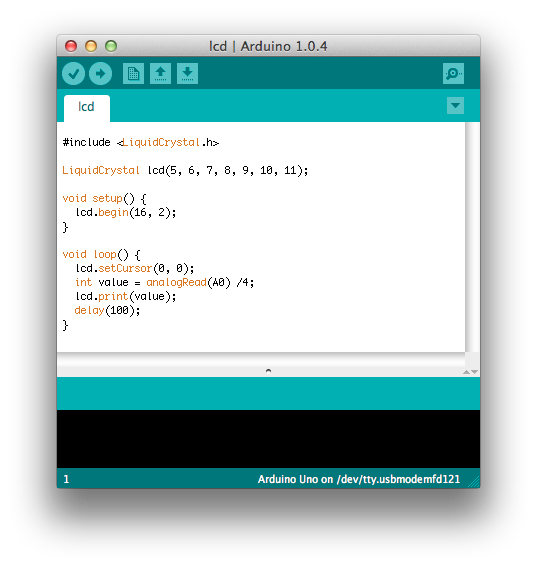 lcd | Arduino 1.0.4
lcd
#include <LiquidCrystal.h>
LiquidCrystal lcd(5, 6, 7, 8, 9, 10, 11);
void setup() {
lcd.begin(16, 2);
}
void loop() {
lcd.setCursor(0, 0);
int value = analogRead(A0) /4;
lcd.print(value);
delay(100);
}
1
Arduino Uno on /dev/tty.usbmodemfd121